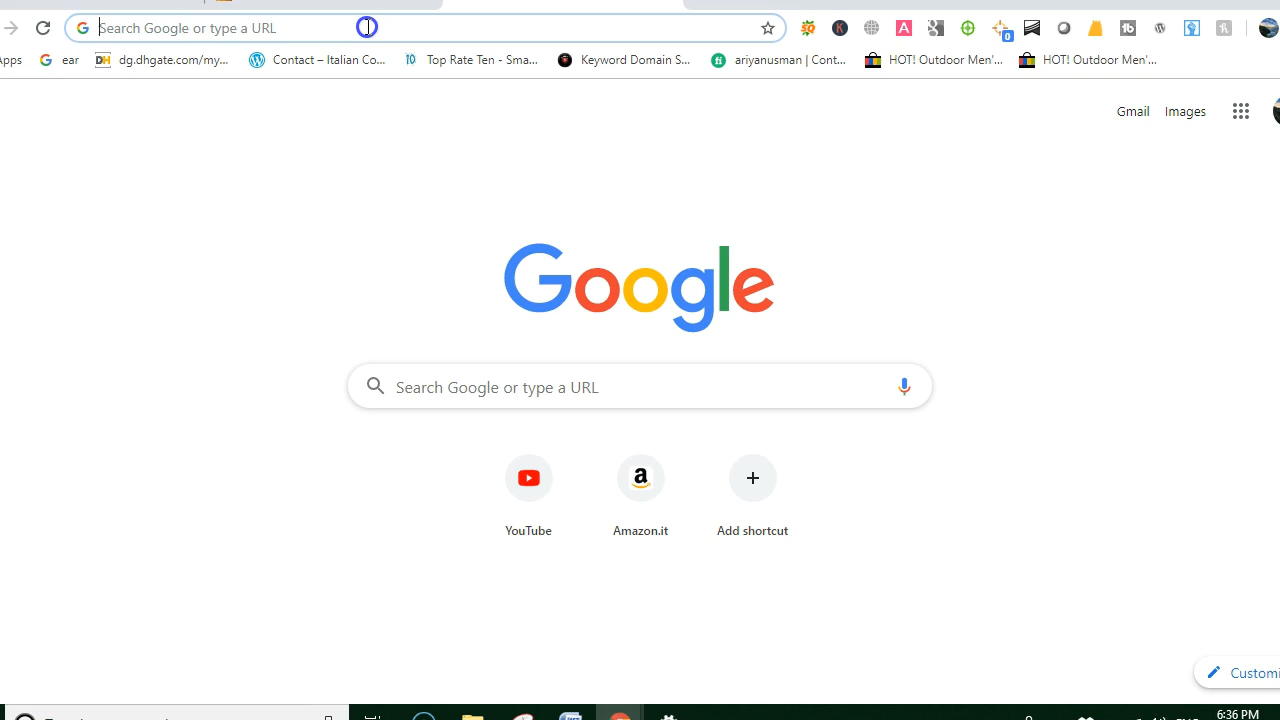 Search Google or type a URL
Appi ear dg.dhgate.com/my... Contact – Italian Co... Top Rate Ten - Sma... Keyword Domain S... ariyanusman | Cont... HOT! Outdoor Men'... HOT! Outdoor Men'...
Gmail Images
Google
Search Google or type a URL
YouTube Amazon.it Add shortcut
Customi
6:36 PM